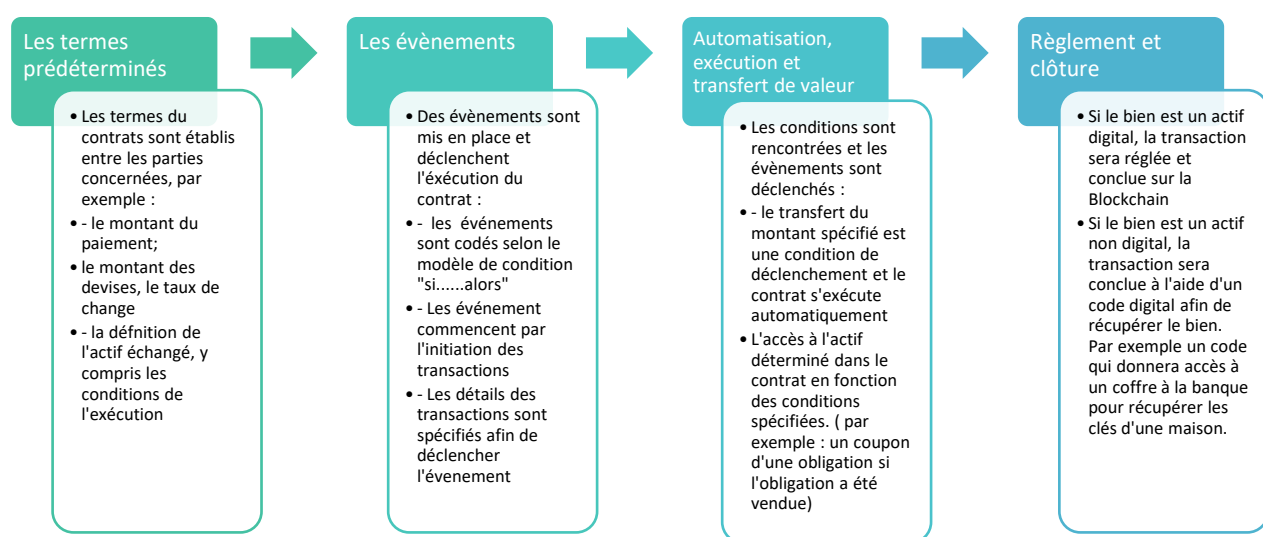 Les termes
prédéterminés
• Les termes du
contrats sont établis
entre les parties
concernées, par
exemple :
• - le montant du
paiement;
• le montant des
devises, le taux de
change
• - la défnition de
l'actif échangé, y
compris les
conditions de
l'exécution
Les évènements
• Des évènements sont
mis en place et
déclenchent
l'éxécution du
contrat :
• - les événements
sont codés selon le
modèle de condition
"si......alors"
• - Les événement
commencent par
l'initiation des
transactions
• - Les détails des
transactions sont
spécifiés afin de
déclencher
l'évenement
Automatisation,
exécution et
transfert de valeur
• Les conditions sont
rencontrées et les
évènements sont
déclenchés :
• - le transfert du
montant spécifié est
une condition de
déclenchement et le
contrat s'exécute
automatiquement
• L'accès à l'actif
déterminé dans le
contrat en fonction
des conditions
spécifiées. ( par
exemple : un coupon
d'une obligation si
l'obligation a été
vendue)
Règlement et
clôture
• Si le bien est un actif
digital, la transaction
sera réglée et
conclue sur la
Blockchain
• Si le bien est un actif
non digital, la
transaction sera
conclue à l'aide d'un
code digital afin de
récupérer le bien.
Par exemple un code
qui donnera accès à
un coffre à la banque
pour récupérer les
clés d'une maison.